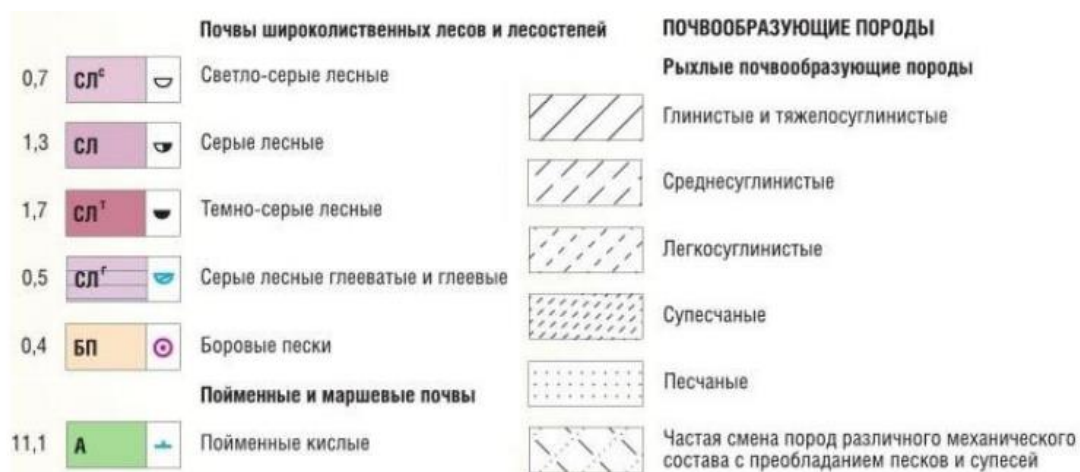 Почвы широколиственных лесов и лесостепей
0,7 СЛс Светло-серые лесные
1,3 СЛ Серые лесные
1,7 СЛт Темно-серые лесные
0,5 СЛг Серые лесные глееватые и глеевые
0,4 БП Боровые пески
Пойменные и маршевые почвы
11,1 А Пойменные кислые
ПОЧВООБРАЗУЮЩИЕ ПОРОДЫ
Рыхлые почвообразующие породы
Глинистые и тяжелосуглинистые
Среднесуглинистые
Легкосуглинистые
Супесчаные
Песчаные
Частая смена пород различного механического
состава с преобладанием песков и супесей